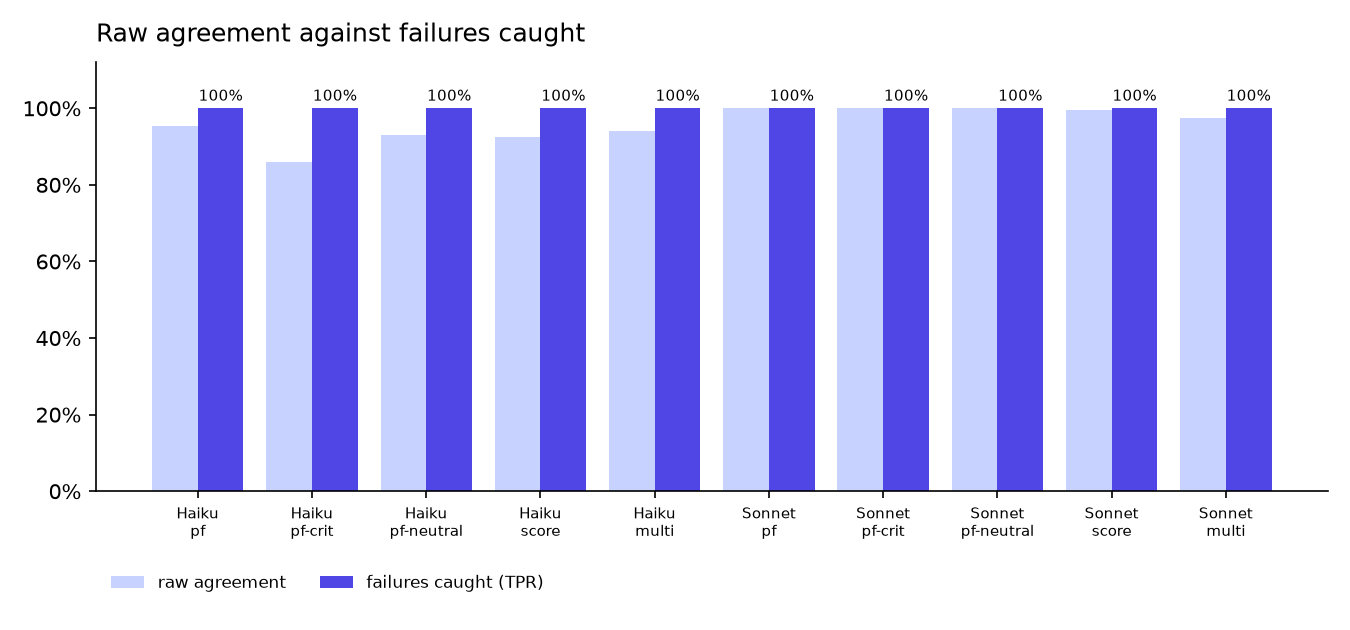 Raw agreement against failures caught
100% 100% 100% 100% 100% 100% 100% 100% 100% 100%
100%
80%
60%
40%
20%
0%
Haiku Haiku Haiku Haiku Haiku Sonnet Sonnet Sonnet Sonnet Sonnet
pf pf-crit pf-neutral score multi pf pf-crit pf-neutral score multi
raw agreement failures caught (TPR)